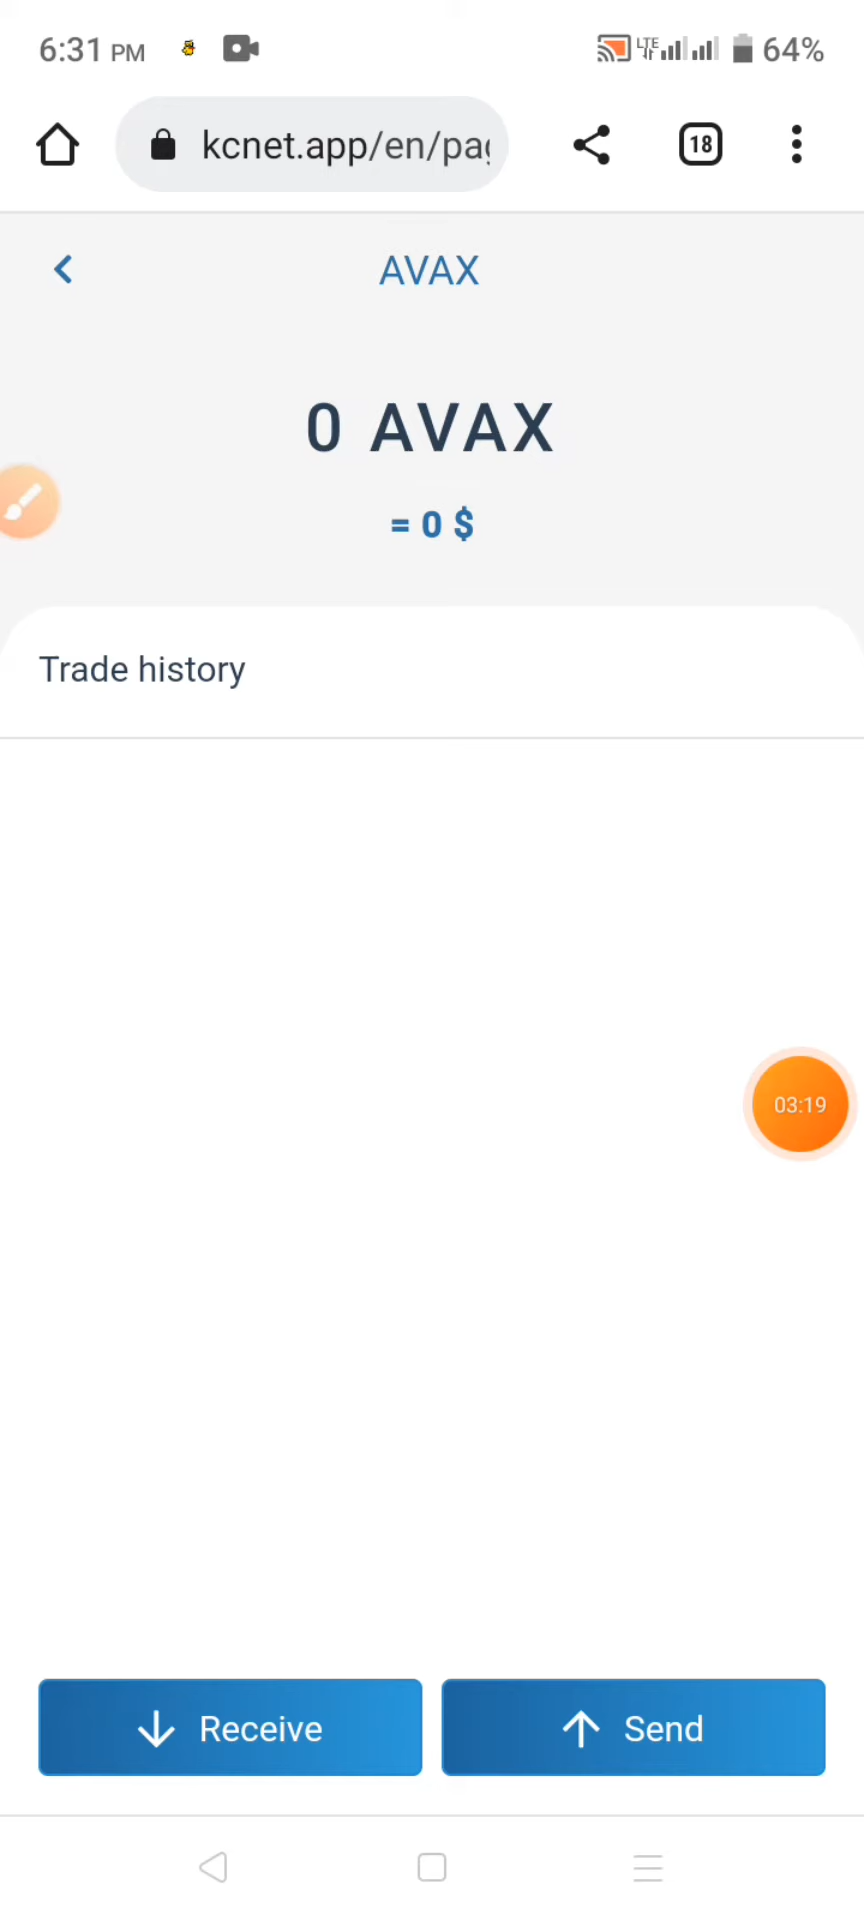 6:31 PM LTE 64%
kcnet.app/en/pa
18
AVAX
0 AVAX
= 0 $
Trade history
03:19
Receive
Send